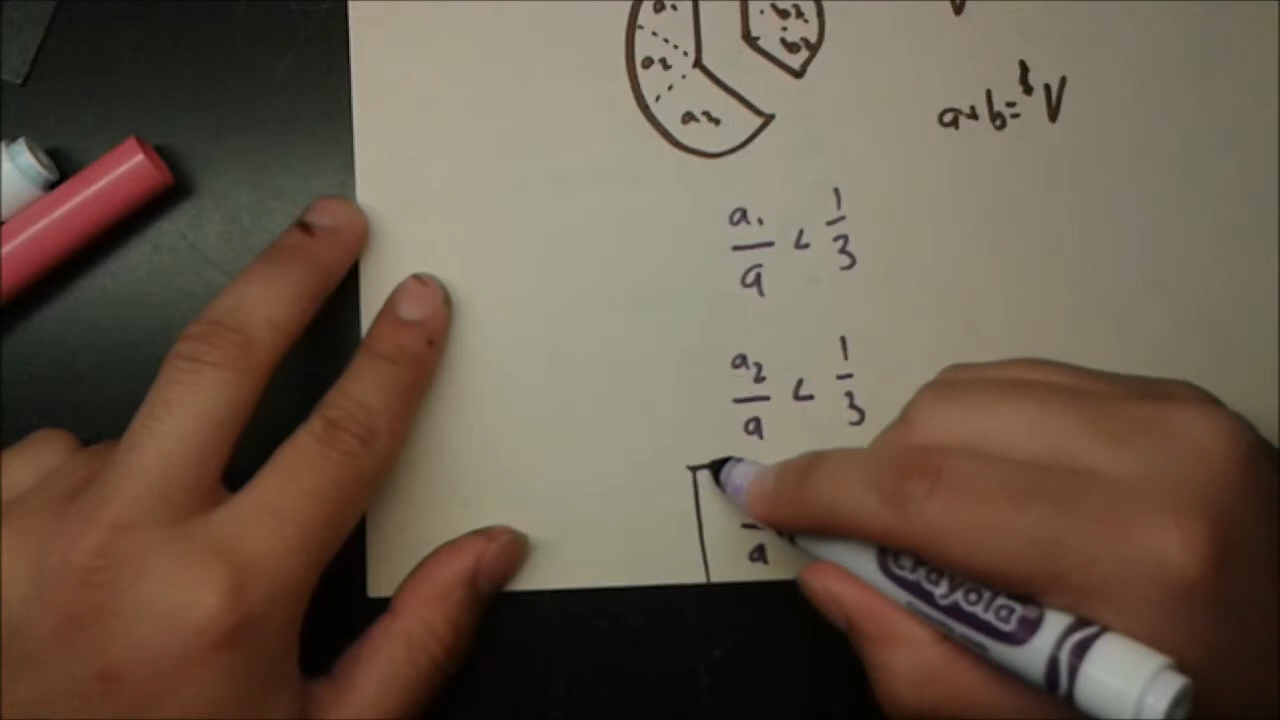 a1 b2
a2 b3
a3
a+b= V
a1/a < 1/3
a2/a < 1/3
a
crayola